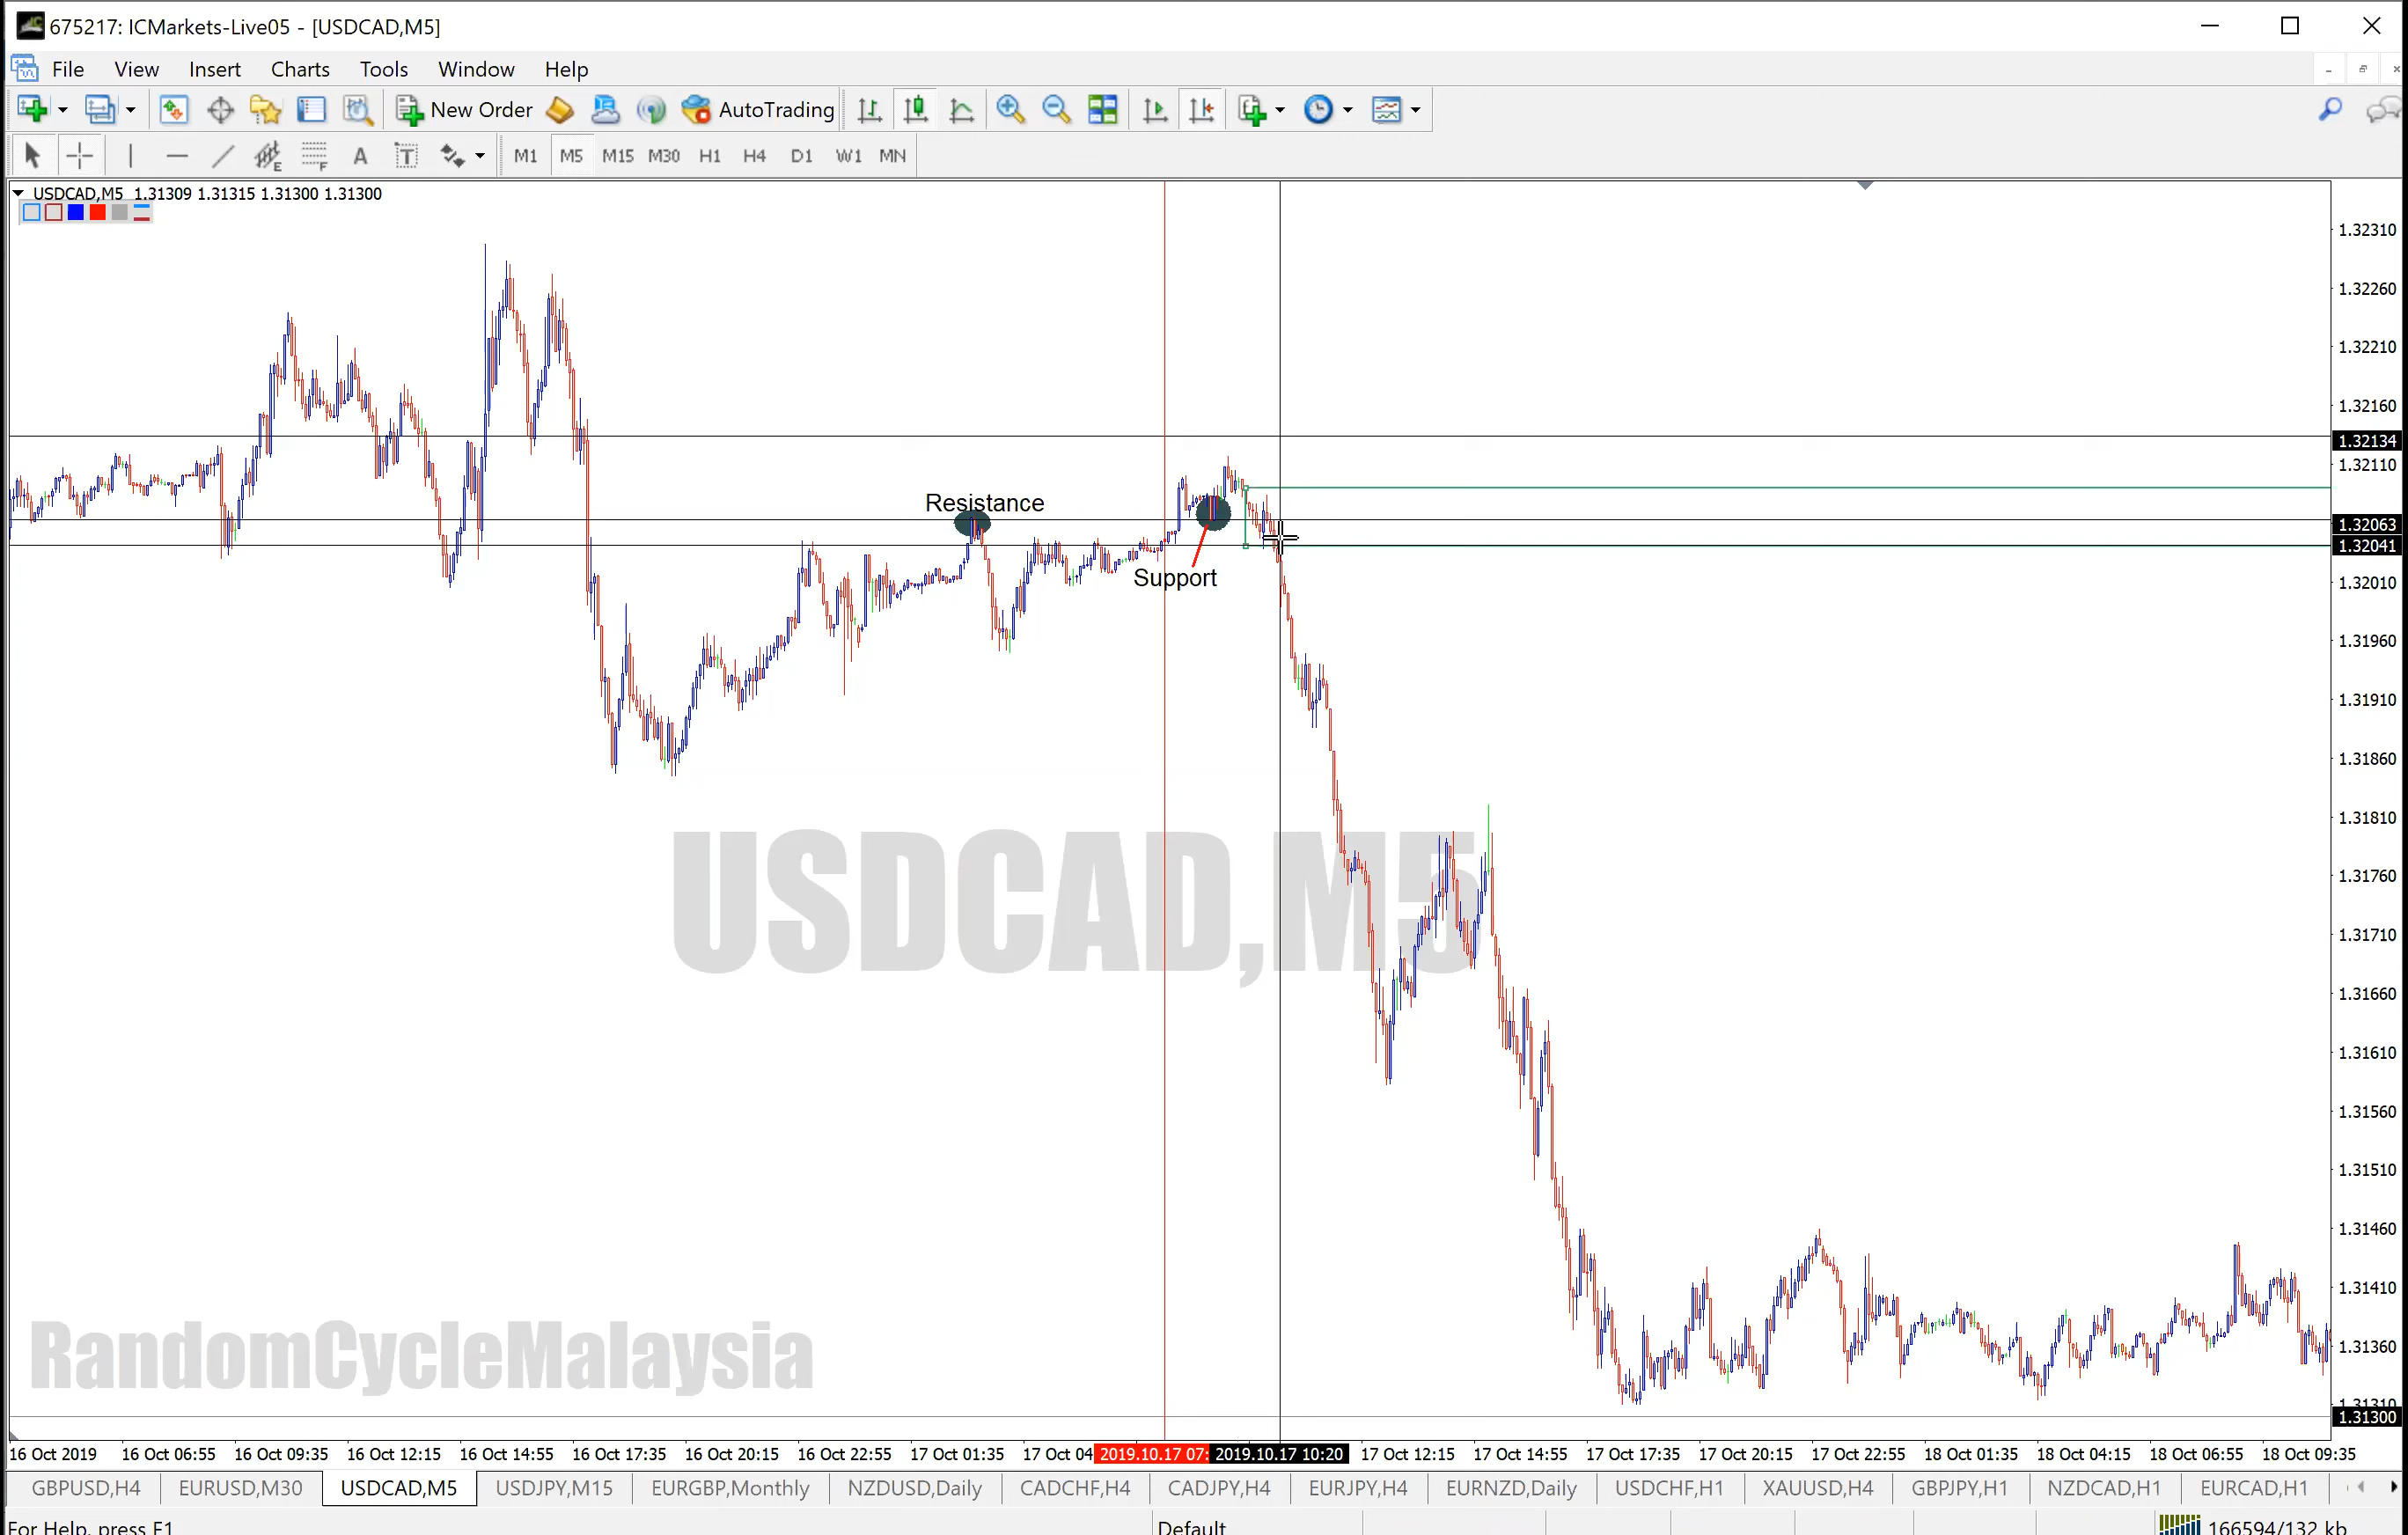 675217: ICMarkets-Live05 - [USDCAD,M5]
File View Insert Charts Tools Window Help
New Order AutoTrading
A T M1 M5 M15 M30 H1 H4 D1 W1 MN
USDCAD,M5 1.31309 1.31315 1.31300 1.31300
1.32310
1.32260
1.32210
1.32160
1.32134
1.32110
Resistance
1.32063
1.32041
Support
1.32010
1.31960
1.31910
1.31860
1.31810
USDCAD,M5
1.31760
1.31710
1.31660
1.31610
1.31560
1.31510
1.31460
1.31410
RandomCycleMalaysia
1.31360
1.31310
1.31300
16 Oct 2019 16 Oct 06:55 16 Oct 09:35 16 Oct 12:15 16 Oct 14:55 16 Oct 17:35 16 Oct 20:15 16 Oct 22:55 17 Oct 01:35 17 Oct 04 2019.10.17 07: 2019.10.17 10:20 17 Oct 12:15 17 Oct 14:55 17 Oct 17:35 17 Oct 20:15 17 Oct 22:55 18 Oct 01:35 18 Oct 04:15 18 Oct 06:55 18 Oct 09:35
GBPUSD,H4 EURUSD,M30 USDCAD,M5 USDJPY,M15 EURGBP,Monthly NZDUSD,Daily CADCHF,H4 CADJPY,H4 EURJPY,H4 EURNZD,Daily USDCHF,H1 XAUUSD,H4 GBPJPY,H1 NZDCAD,H1 EURCAD,H1
For Help, press F1 Default 166594/132 kb